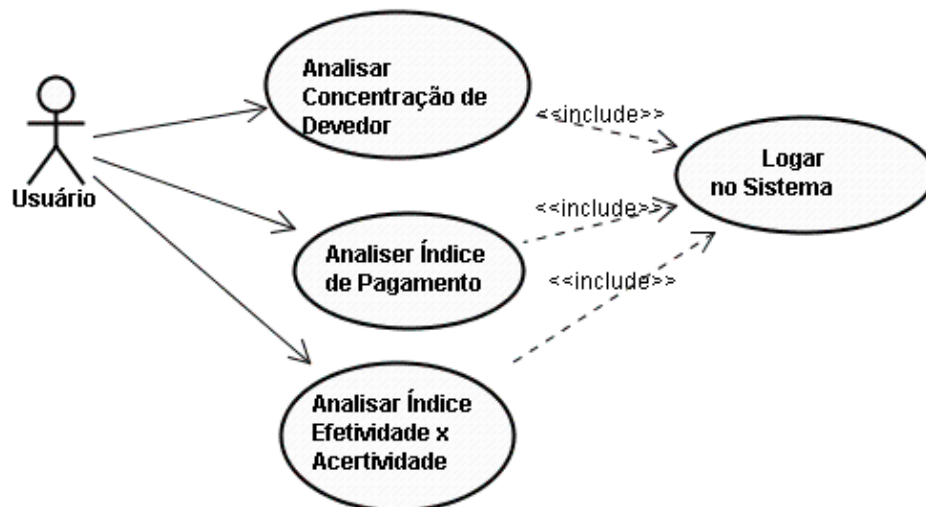 Analisar
Concentração de
Devedor
<<include>>
Logar
no Sistema
Usuário
<<include>>
Analiser Índice
de Pagamento
<<include>>
Analisar Índice
Efetividade x
Acertividade